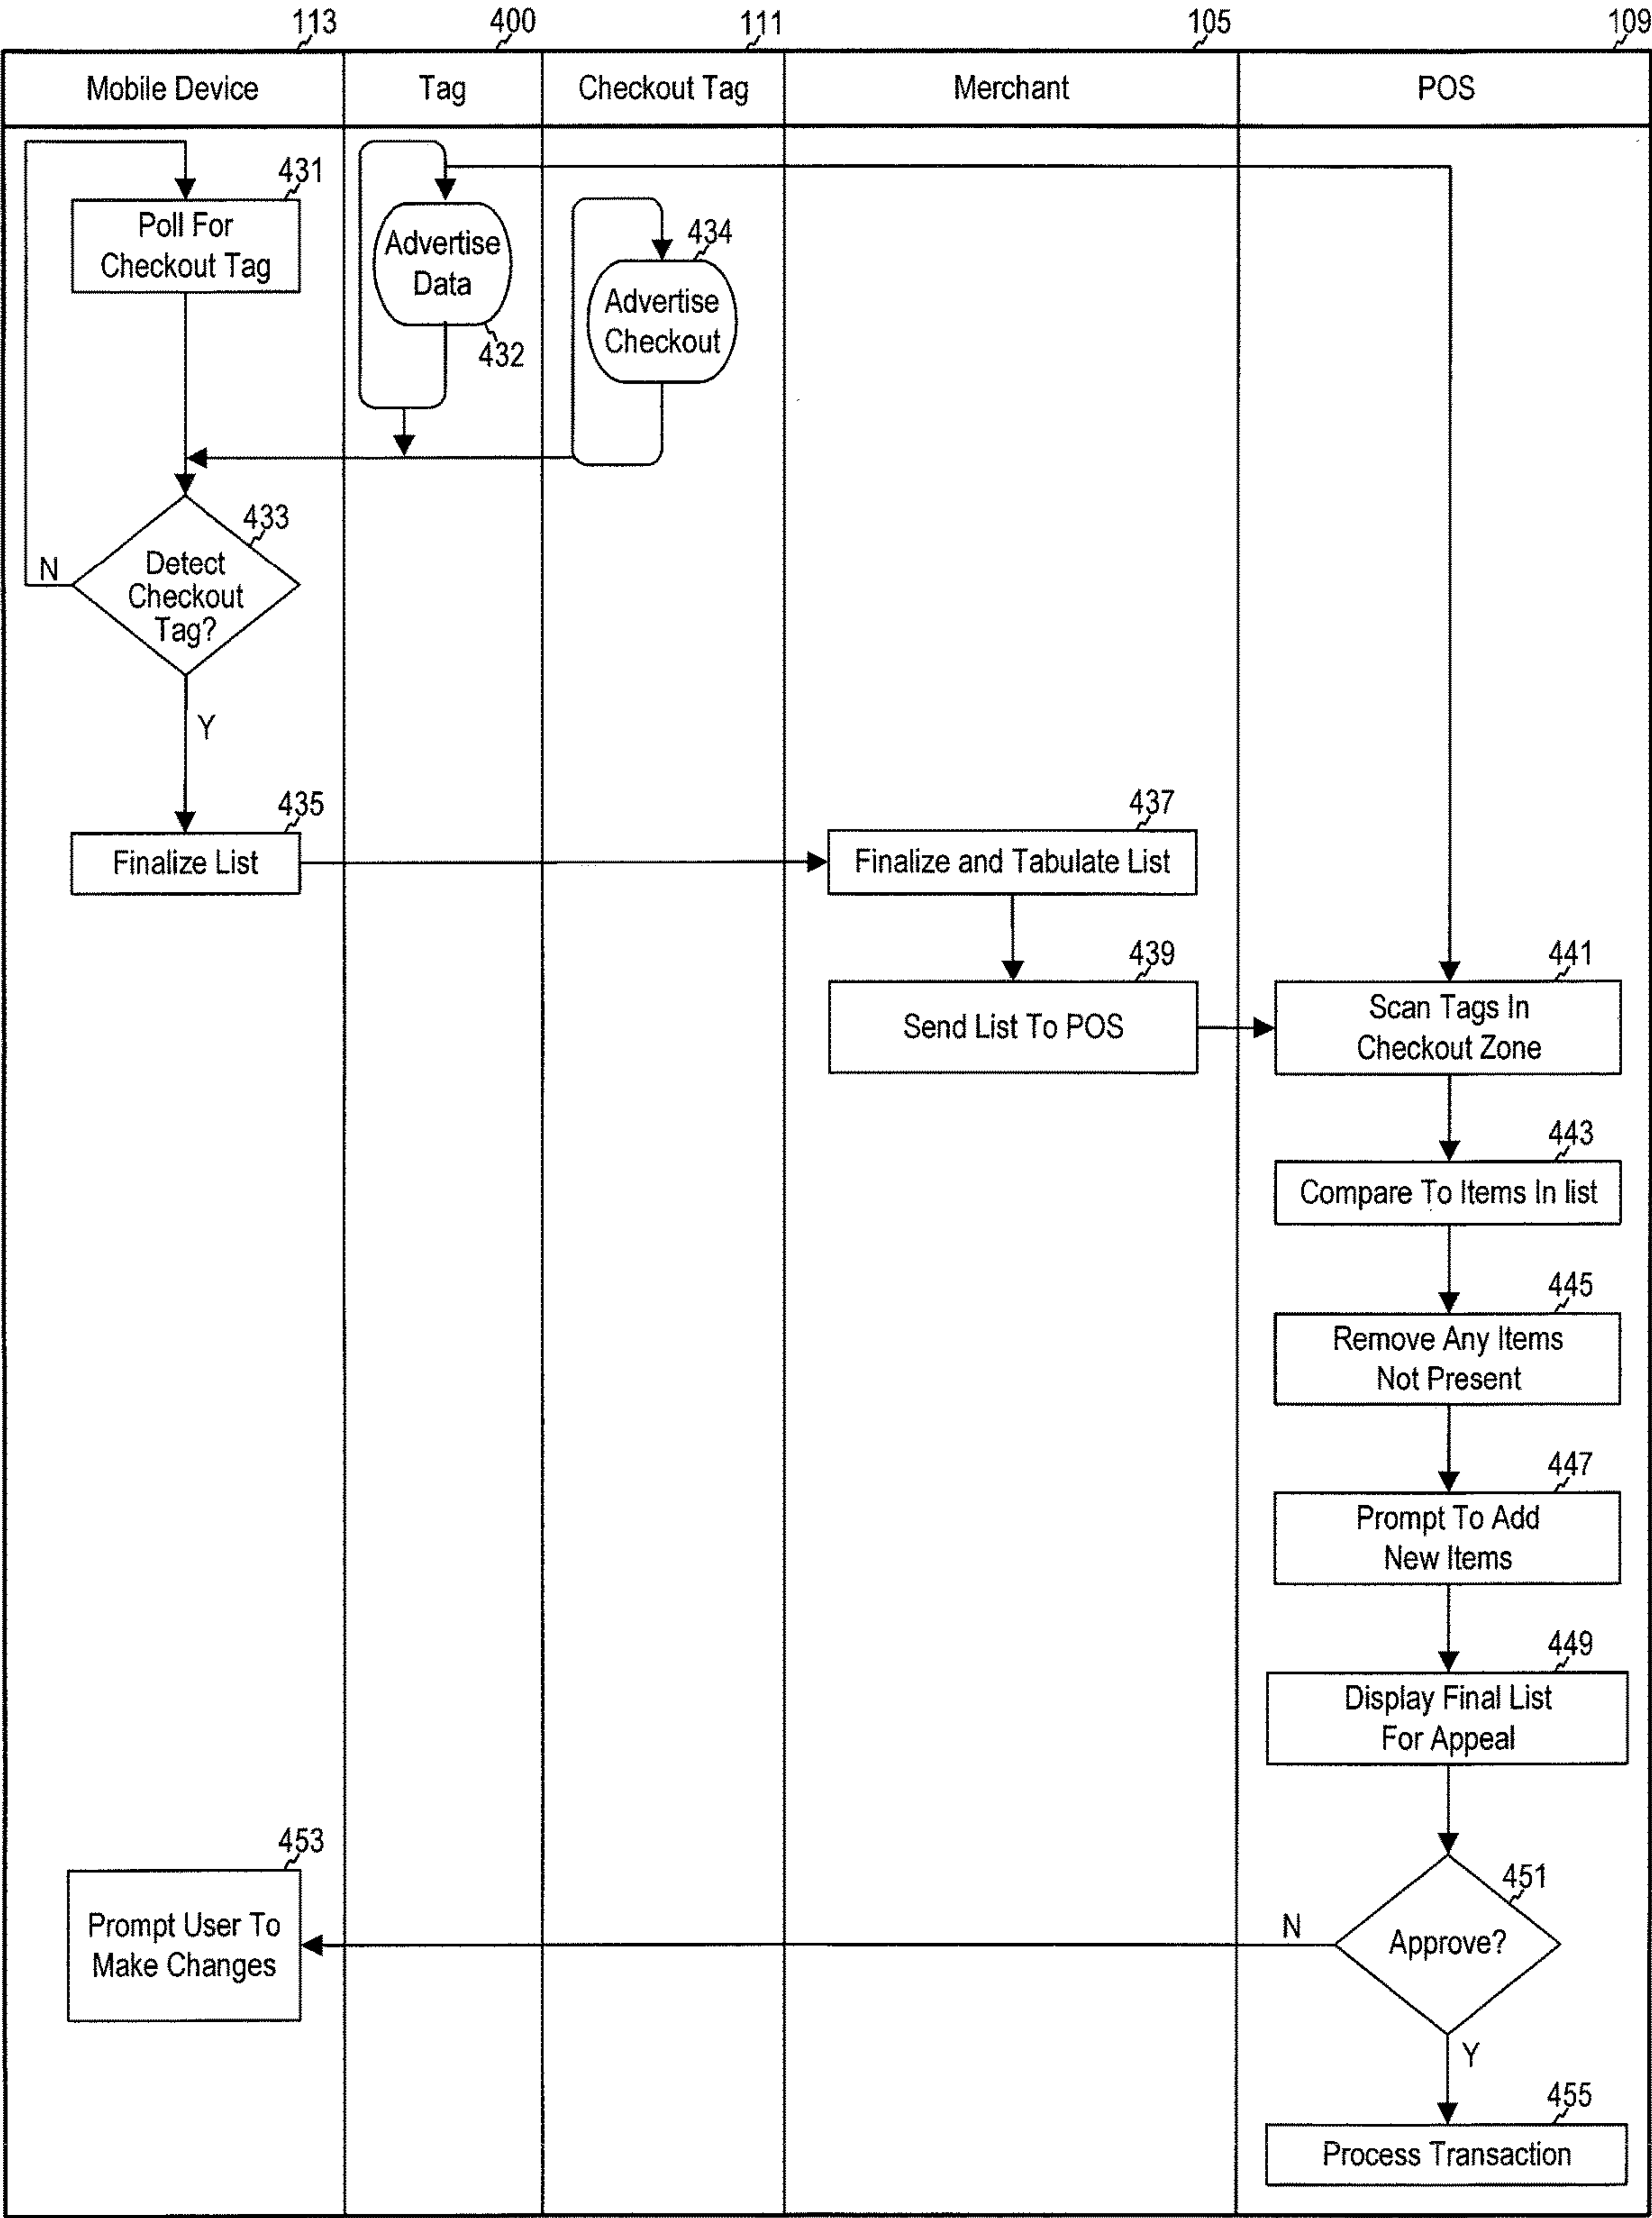 113
400
111
105
109
Mobile Device
Tag
Checkout Tag
Merchant
POS
431
Poll For
Checkout Tag
Advertise
Data
432
434
Advertise
Checkout
433
Detect
Checkout
Tag?
N
Y
435
Finalize List
437
Finalize and Tabulate List
439
Send List To POS
441
Scan Tags In
Checkout Zone
443
Compare To Items In list
445
Remove Any Items
Not Present
447
Prompt To Add
New Items
449
Display Final List
For Appeal
451
Approve?
N
Y
453
Prompt User To
Make Changes
455
Process Transaction